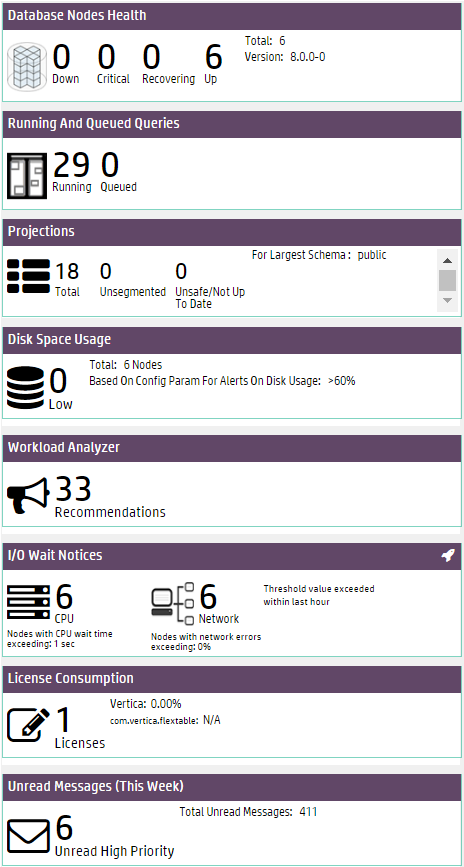 Database Nodes Health
0 0 0 6
Down Critical Recovering Up
Total: 6
Version: 8.0.0-0
Running And Queued Queries
29 0
Running Queued
Projections
For Largest Schema : public
18 0 0
Total Unsegmented Unsafe/Not Up
To Date
Disk Space Usage
Total: 6 Nodes
Based On Config Param For Alerts On Disk Usage: >60%
0
Low
Workload Analyzer
33
Recommendations
I/O Wait Notices
6
CPU
Nodes with CPU wait time
exceeding: 1 sec
6
Network
Nodes with network errors
exceeding: 0%
Threshold value exceeded
within last hour
License Consumption
Vertica: 0.00%
com.vertica.flextable: N/A
1
Licenses
Unread Messages (This Week)
Total Unread Messages: 411
6
Unread High Priority